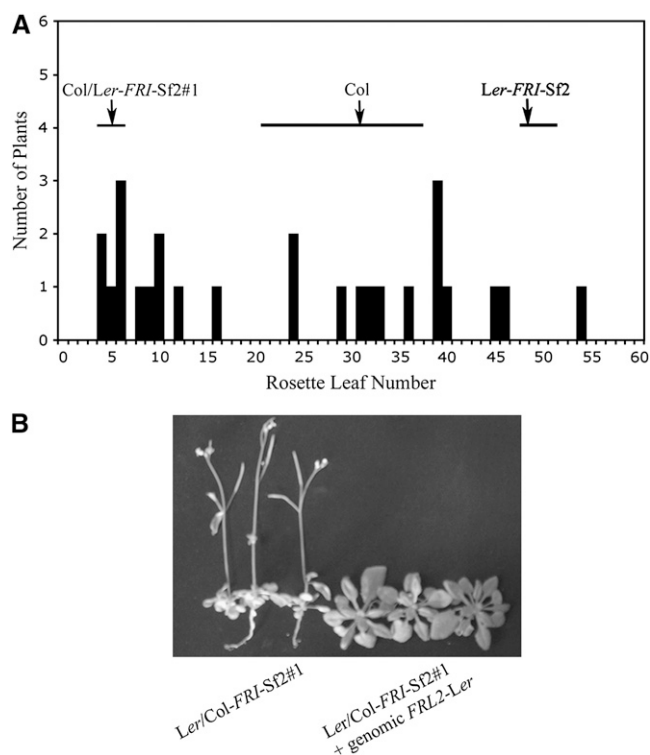 A
6
5
4
3
2
1
0
Number of Plants
Col/Ler-FRI-Sf2#1
Col
Ler-FRI-Sf2
0 5 10 15 20 25 30 35 40 45 50 55 60
Rosette Leaf Number
B
Ler/Col-FRI-Sf2#1
Ler/Col-FRI-Sf2#1
+ genomic FRL2-Ler